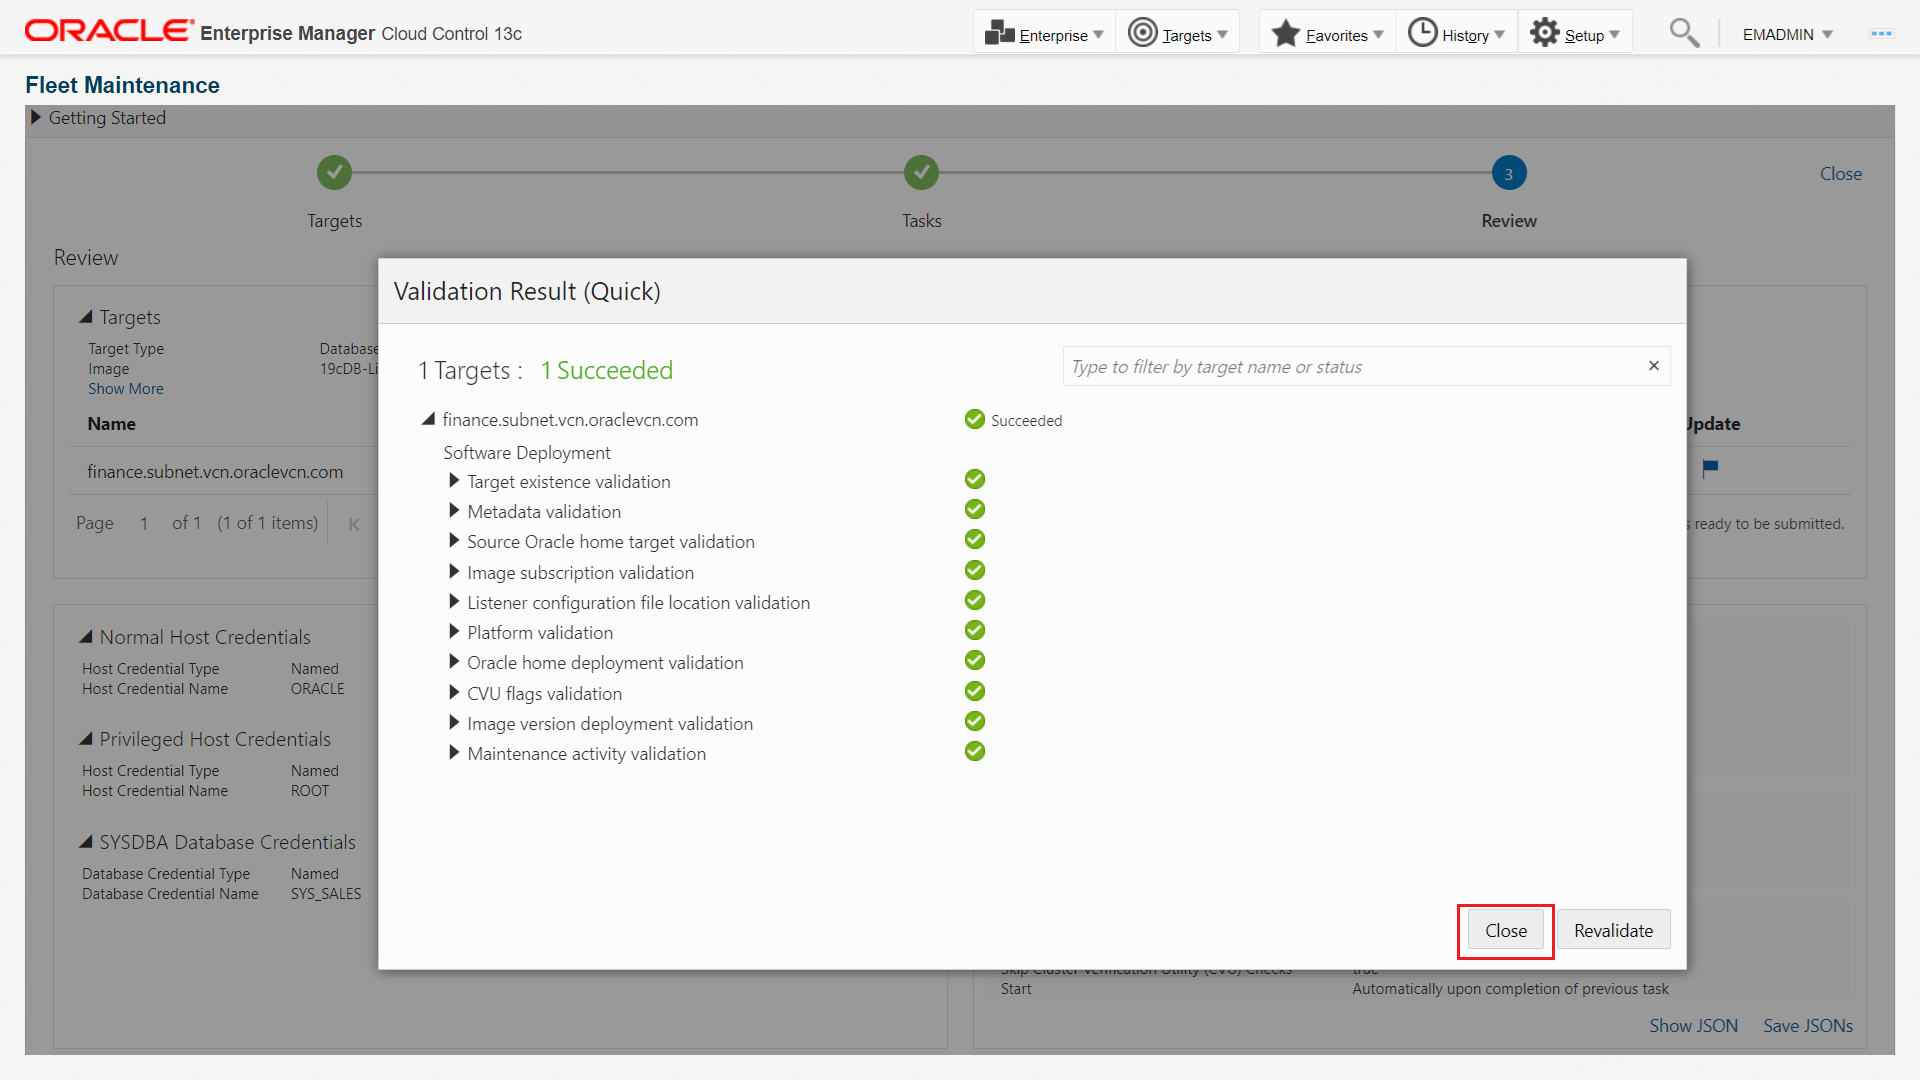 ORACLE Enterprise Manager Cloud Control 13c
Enterprise
Targets
Favorites
History
Setup
EMADMIN
Fleet Maintenance
Getting Started
3
Close
Targets
Tasks
Review
Review
Targets
Target Type
Database
Image
19cDB-Li
Show More
Name
Update
finance.subnet.vcn.oraclevcn.com
Page 1 of 1 (1 of 1 items)
s ready to be submitted.
Normal Host Credentials
Host Credential Type Named
Host Credential Name ORACLE
Privileged Host Credentials
Host Credential Type Named
Host Credential Name ROOT
SYSDBA Database Credentials
Database Credential Type Named
Database Credential Name SYS_SALES
Validation Result (Quick)
1 Targets : 1 Succeeded
Type to filter by target name or status
finance.subnet.vcn.oraclevcn.com Succeeded
Software Deployment
Target existence validation
Metadata validation
Source Oracle home target validation
Image subscription validation
Listener configuration file location validation
Platform validation
Oracle home deployment validation
CVU flags validation
Image version deployment validation
Maintenance activity validation
Close Revalidate
Skip Cluster Verification Utility (CVU) Checks true
Start Automatically upon completion of previous task
Show JSON Save JSONs